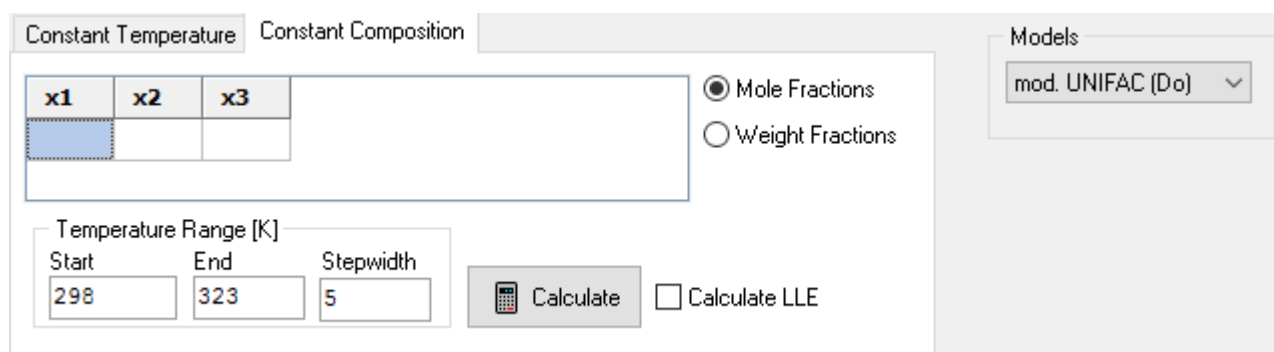 Constant Temperature
Constant Composition
Models
mod. UNIFAC (Do)
x1 x2 x3
Mole Fractions
Weight Fractions
Temperature Range [K]
Start End Stepwidth
298 323 5
Calculate
Calculate LLE